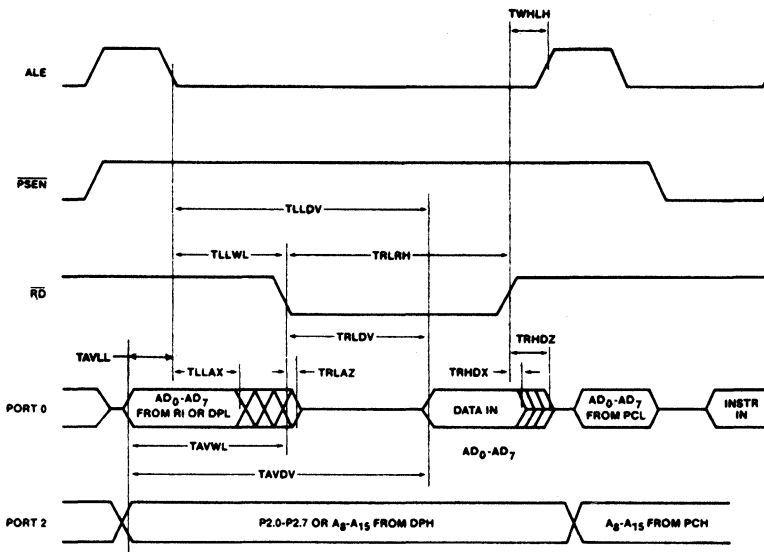 TWHLH
ALE
PSEN
TLLDV
TLLWL
TRLRH
RD
TRLDV
TRHDZ
TAVLL
TLLAX
TRLAZ
TRHDX
PORT 0
AD0-AD7
FROM RI OR DPL
DATA IN
AD0-AD7
FROM PCL
INSTR
IN
TAVWL
AD0-AD7
TAVDV
PORT 2
P2.0-P2.7 OR A8-A15 FROM DPH
A8-A15 FROM PCH